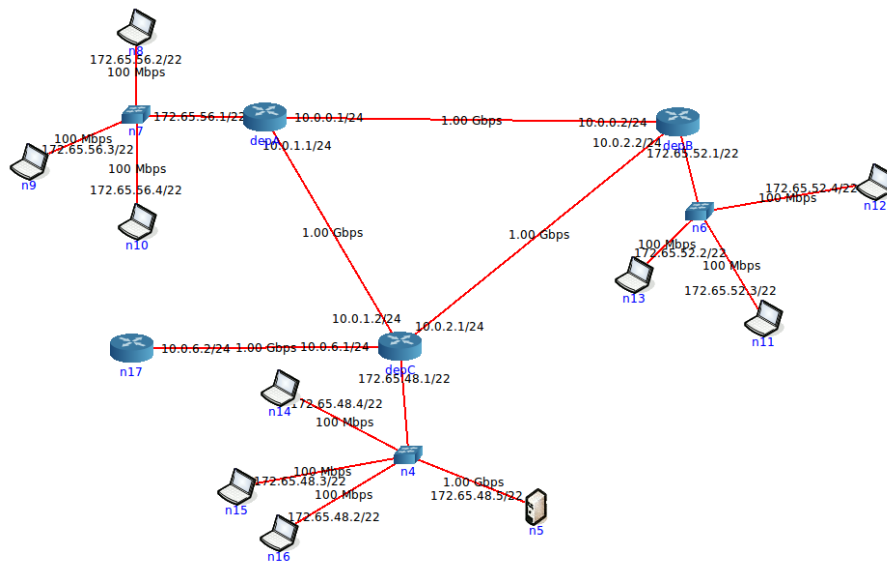 n8
172.65.56.2/22
100 Mbps
n7
172.65.56.1/22
depA
10.0.0.1/24
1.00 Gbps
10.0.0.2/24
depB
10.0.1.1/24
10.0.2.2/24
172.65.52.1/22
100 Mbps
172.65.56.3/22
n9
100 Mbps
172.65.56.4/22
n10
172.65.52.4/22
100 Mbps
n12
n6
1.00 Gbps
1.00 Gbps
100 Mbps
172.65.52.2/22
100 Mbps
n13
172.65.52.3/22
n11
10.0.1.2/24
10.0.2.1/24
n17
10.0.6.2/24
1.00 Gbps
10.0.6.1/24
depC
172.65.48.1/22
n14
172.65.48.4/22
100 Mbps
n4
100 Mbps
172.65.48.3/22
n15
1.00 Gbps
172.65.48.5/22
100 Mbps
172.65.48.2/22
n16
n5